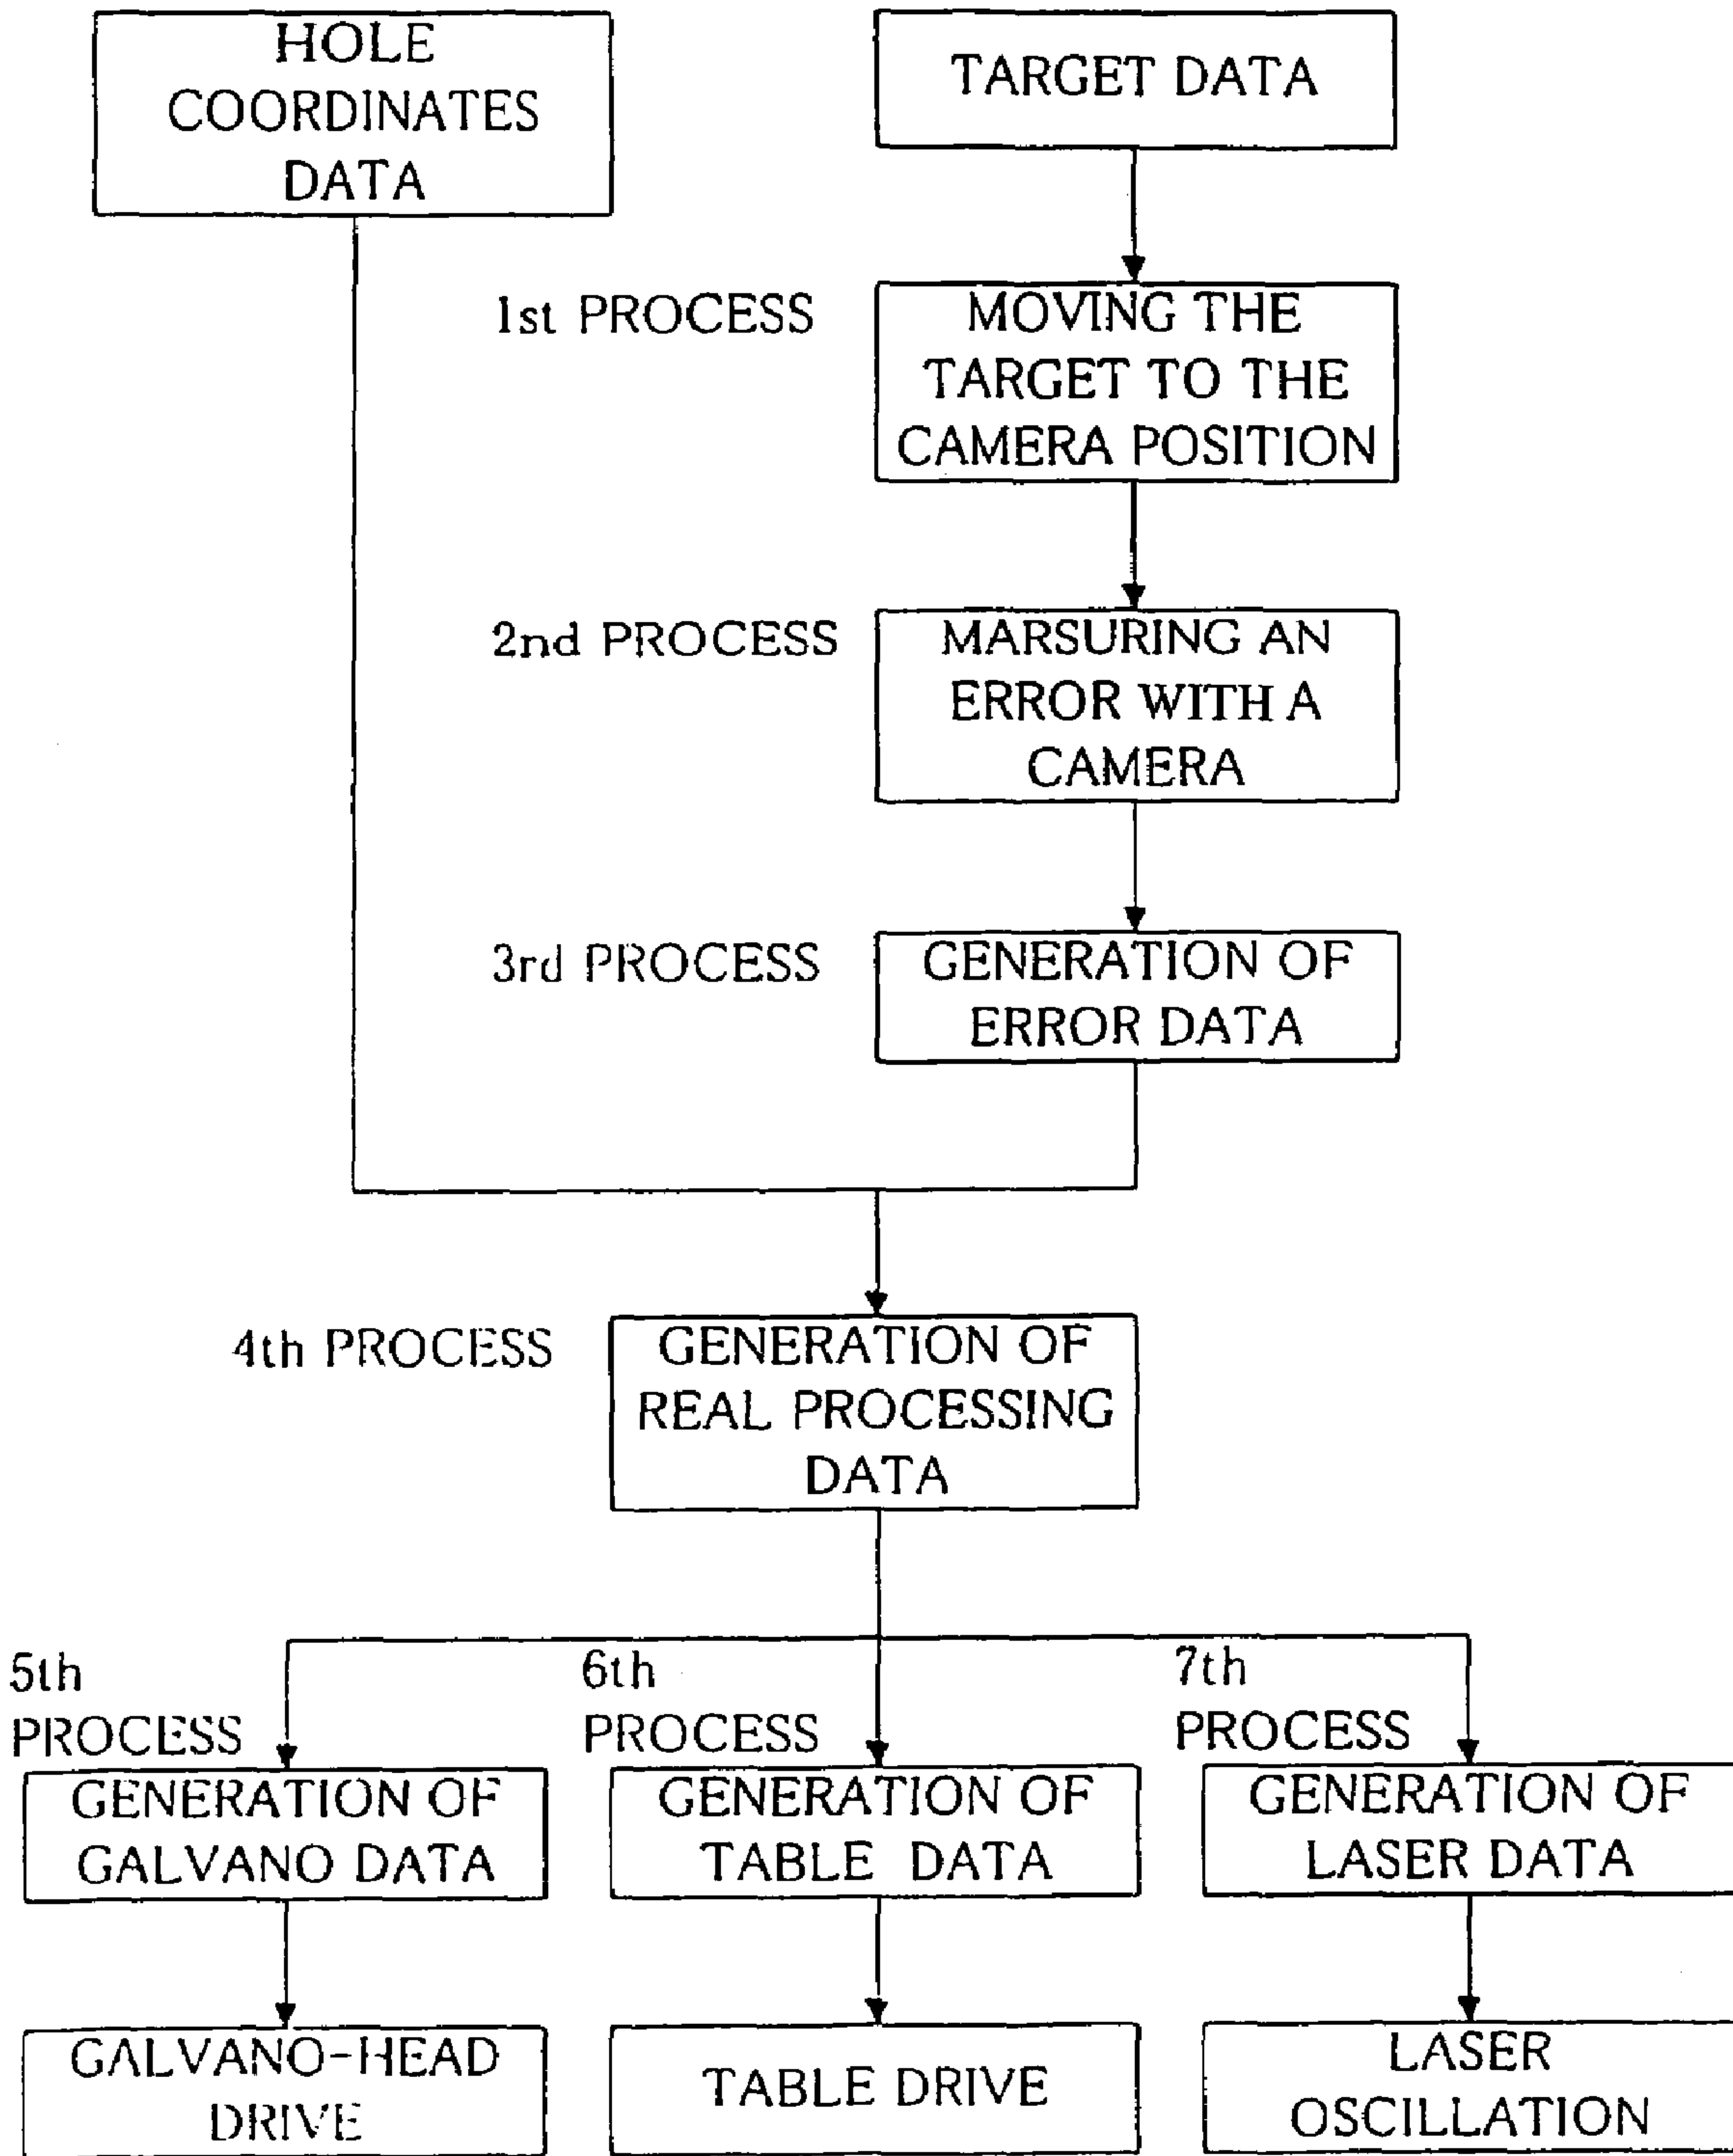 HOLE
COORDINATES
DATA
TARGET DATA
1st PROCESS
MOVING THE
TARGET TO THE
CAMERA POSITION
2nd PROCESS
MARSURING AN
ERROR WITH A
CAMERA
3rd PROCESS
GENERATION OF
ERROR DATA
4th PROCESS
GENERATION OF
REAL PROCESSING
DATA
5th
PROCESS
GENERATION OF
GALVANO DATA
6th
PROCESS
GENERATION OF
TABLE DATA
7th
PROCESS
GENERATION OF
LASER DATA
GALVANO-HEAD
DRIVE
TABLE DRIVE
LASER
OSCILLATION